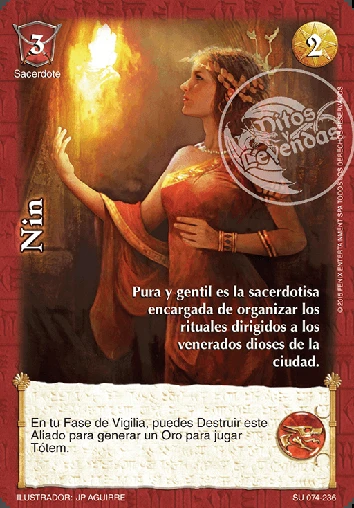 3
2
Sacerdote
Mitos y
Leyendas
Nin
Pura y gentil es la sacerdotisa
encargada de organizar los
rituales dirigidos a los
venerados dioses de la
ciudad.
En tu Fase de Vigilia, puedes Destruir este
Aliado para generar un Oro para jugar
Tótem.
ILUSTRADOR: JP AGUIRRE
SU 074-236